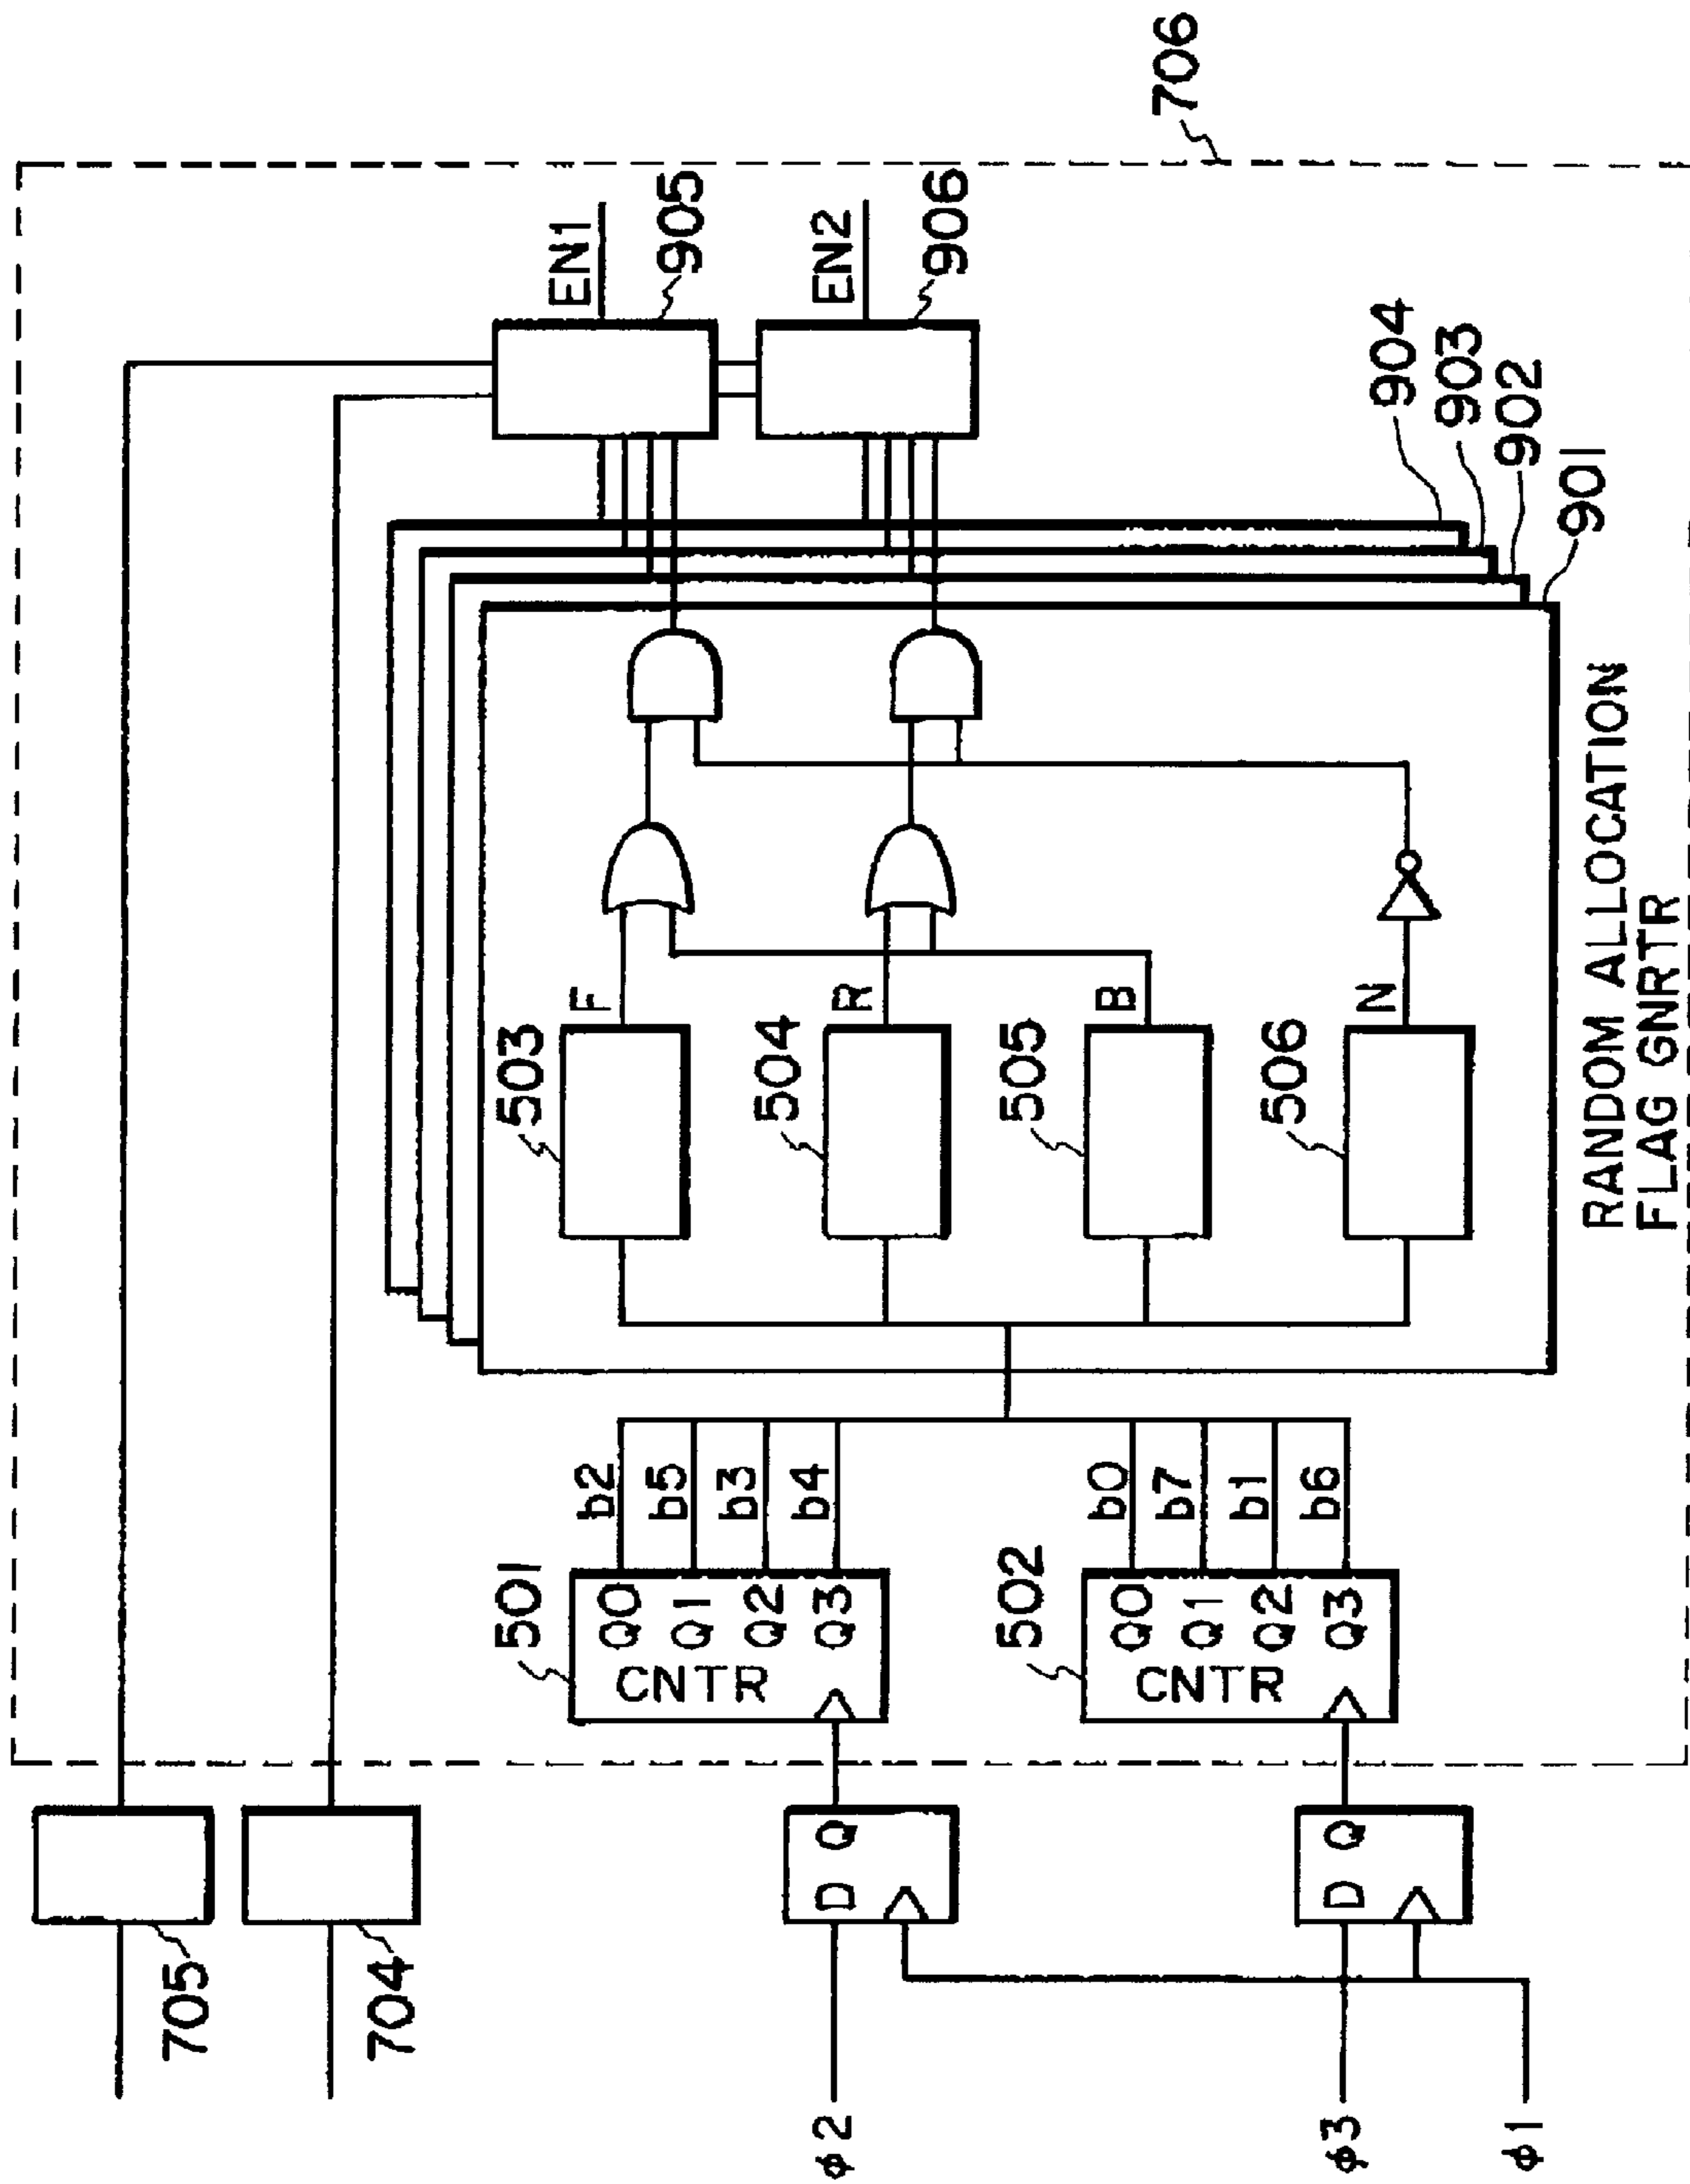 706
EN1
905
EN2
906
904
903
902
901
F
503
R
504
B
505
N
506
RANDOM ALLOCATION
FLAG GNRTR
b2
b5
b3
b4
501
Q0
Q1
Q2
Q3
CNTR
b0
b7
b1
b6
502
Q0
Q1
Q2
Q3
CNTR
705
704
D Q
D Q
ϕ2
ϕ3
ϕ1